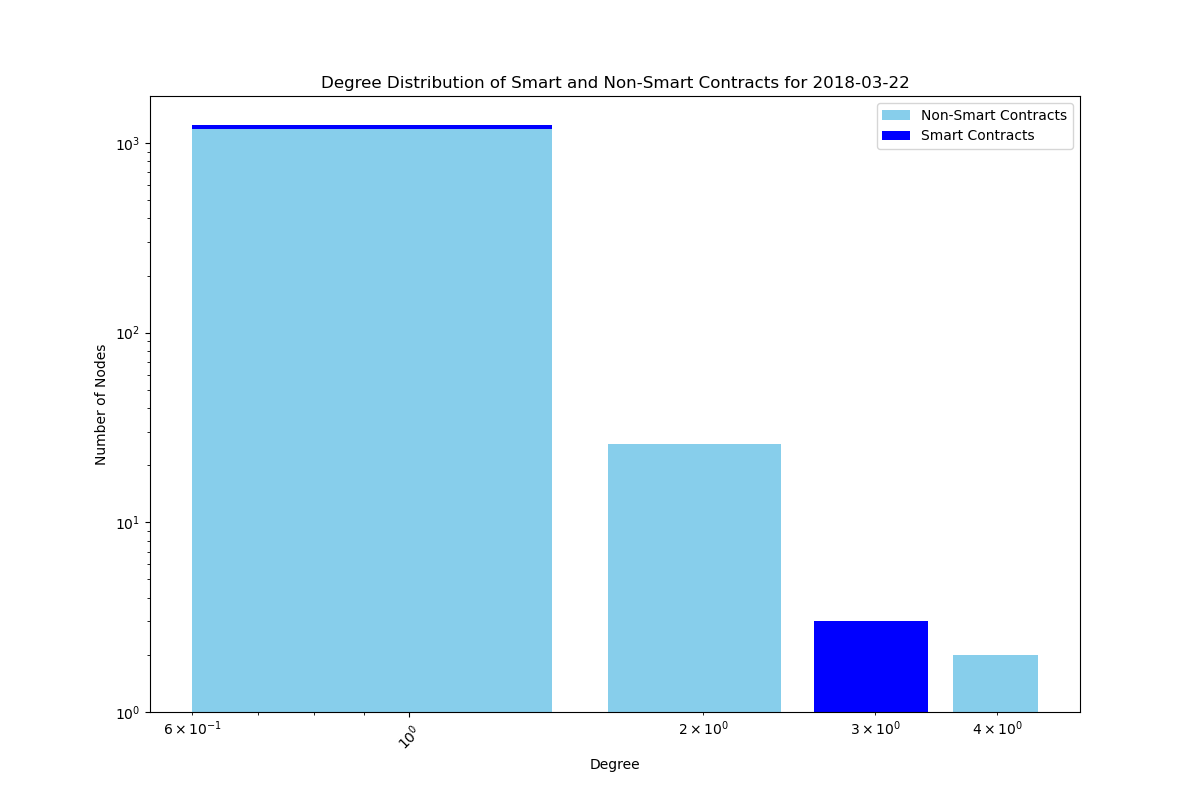 Degree Distribution of Smart and Non-Smart Contracts for 2018-03-22
Non-Smart Contracts
Smart Contracts
Number of Nodes
10³
10²
10¹
10⁰
6 × 10⁻¹
10⁰
2 × 10⁰
3 × 10⁰
4 × 10⁰
Degree